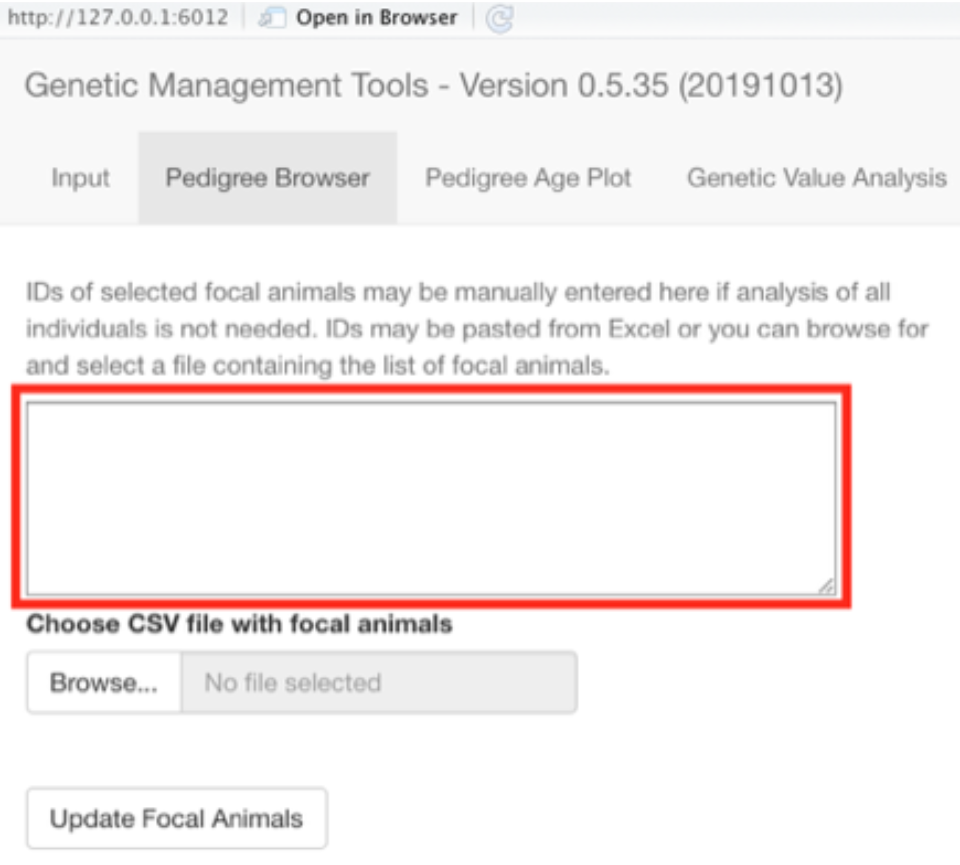 http://127.0.0.1:6012 Open in Browser
Genetic Management Tools - Version 0.5.35 (20191013)
Input Pedigree Browser Pedigree Age Plot Genetic Value Analysis
IDs of selected focal animals may be manually entered here if analysis of all
individuals is not needed. IDs may be pasted from Excel or you can browse for
and select a file containing the list of focal animals.
Choose CSV file with focal animals
Browse... No file selected
Update Focal Animals